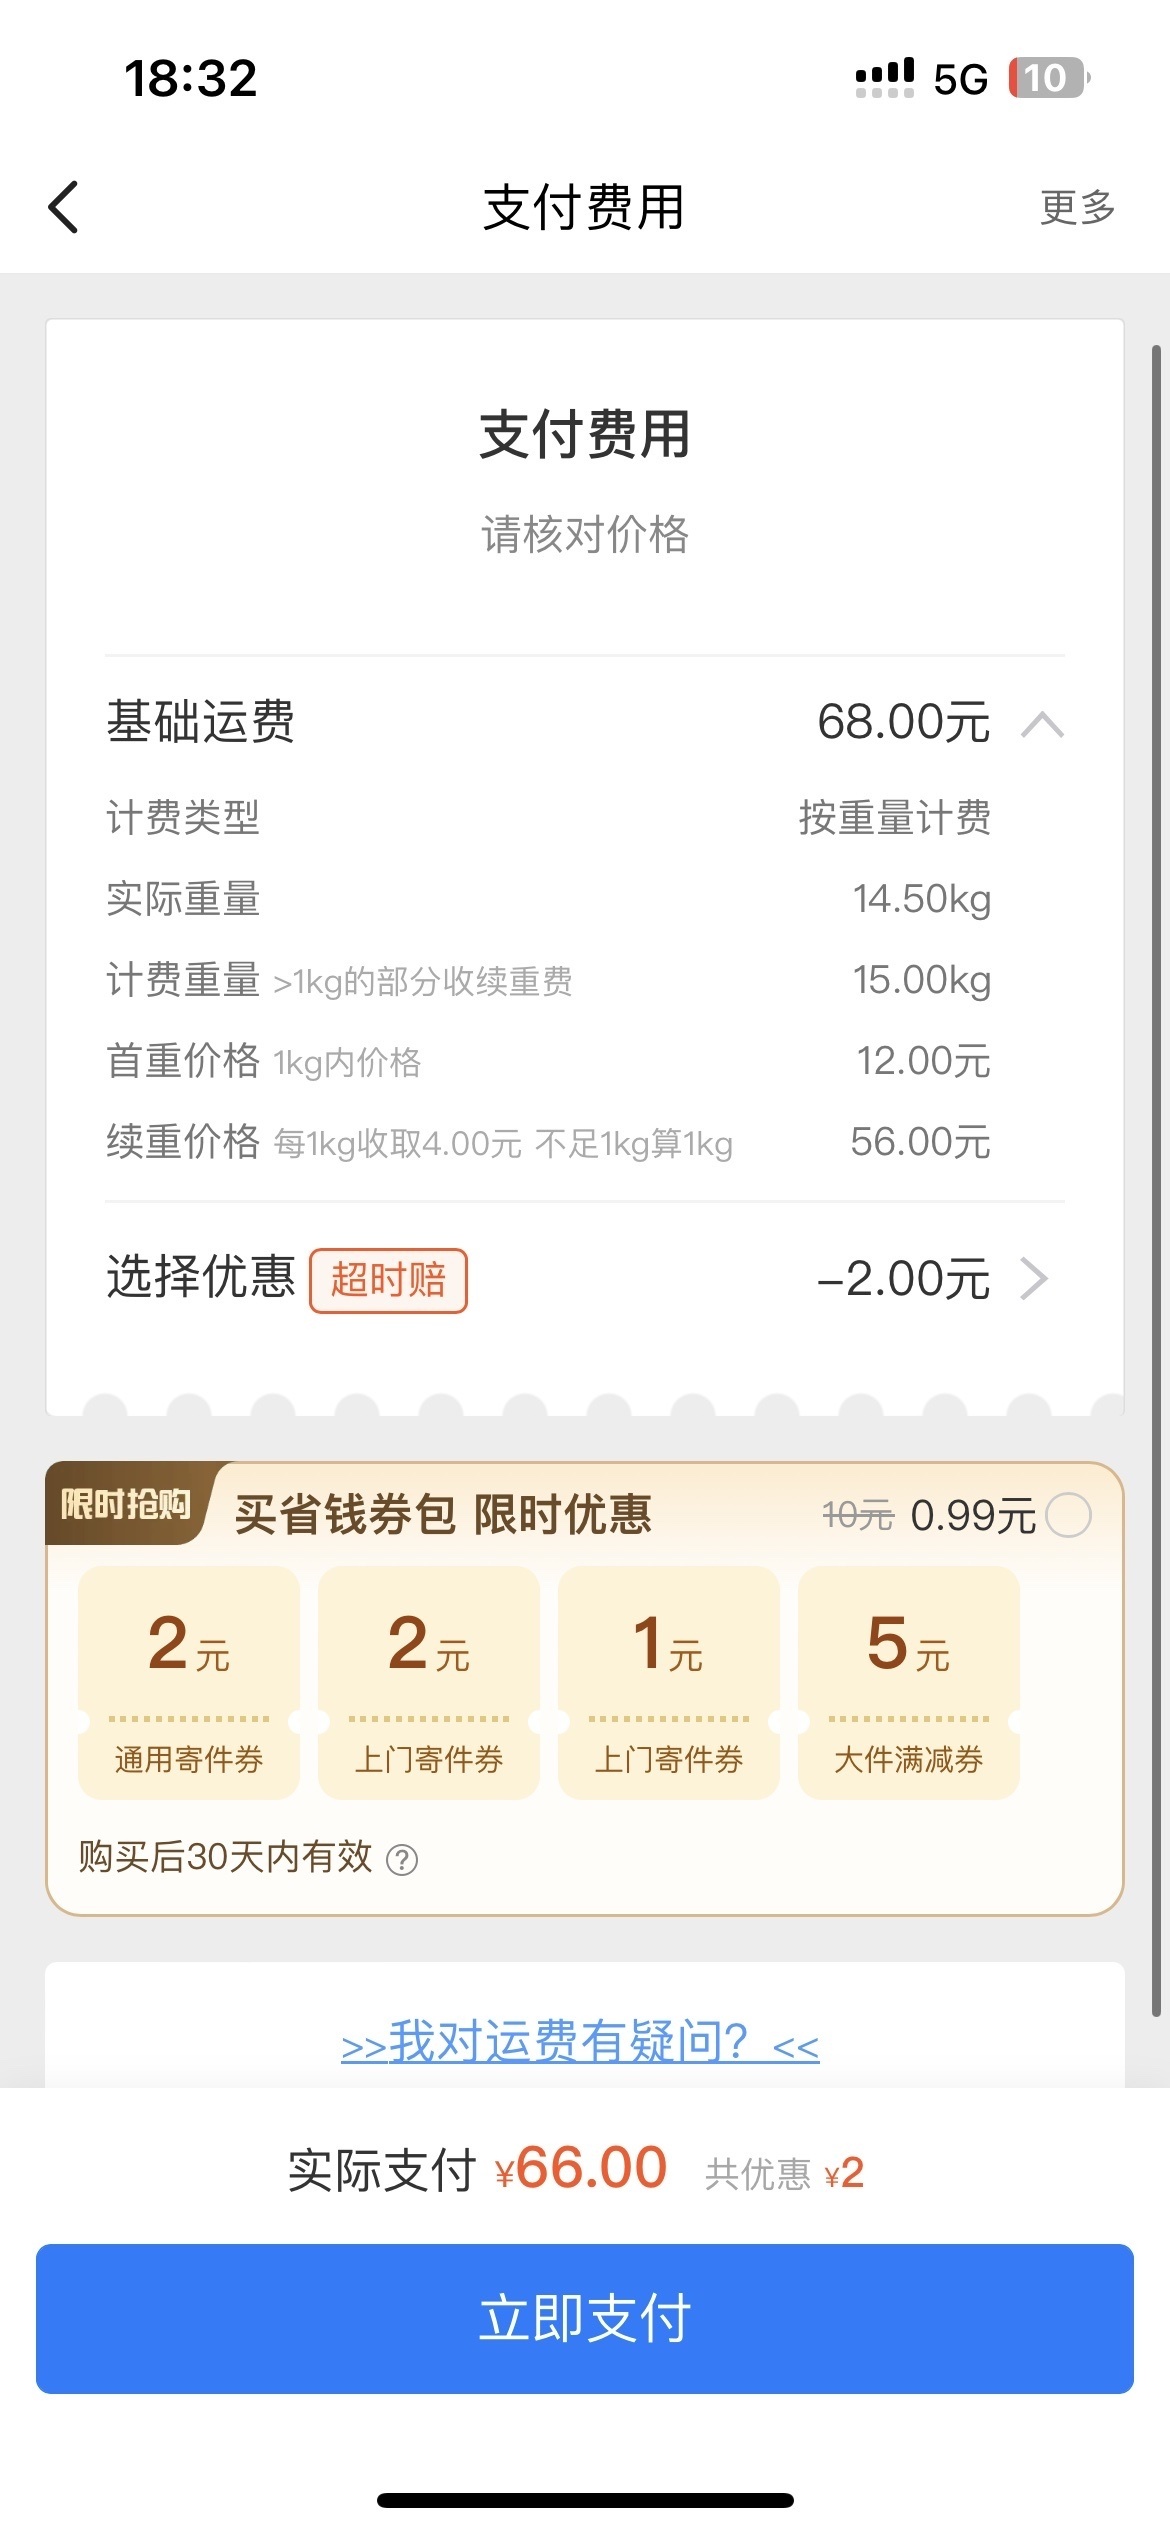 18:32
5G
10
支付费用
更多
支付费用
请核对价格
基础运费 68.00元
计费类型 按重量计费
实际重量 14.50kg
计费重量 >1kg的部分收续重费 15.00kg
首重价格 1kg内价格 12.00元
续重价格 每1kg收取4.00元 不足1kg算1kg 56.00元
选择优惠 超时赔 -2.00元
限时抢购 买省钱券包 限时优惠 10元 0.99元
2元 2元 1元 5元
通用寄件券 上门寄件券 上门寄件券 大件满减券
购买后30天内有效 ?
>>我对运费有疑问? <<
实际支付 ¥66.00 共优惠 ¥2
立即支付